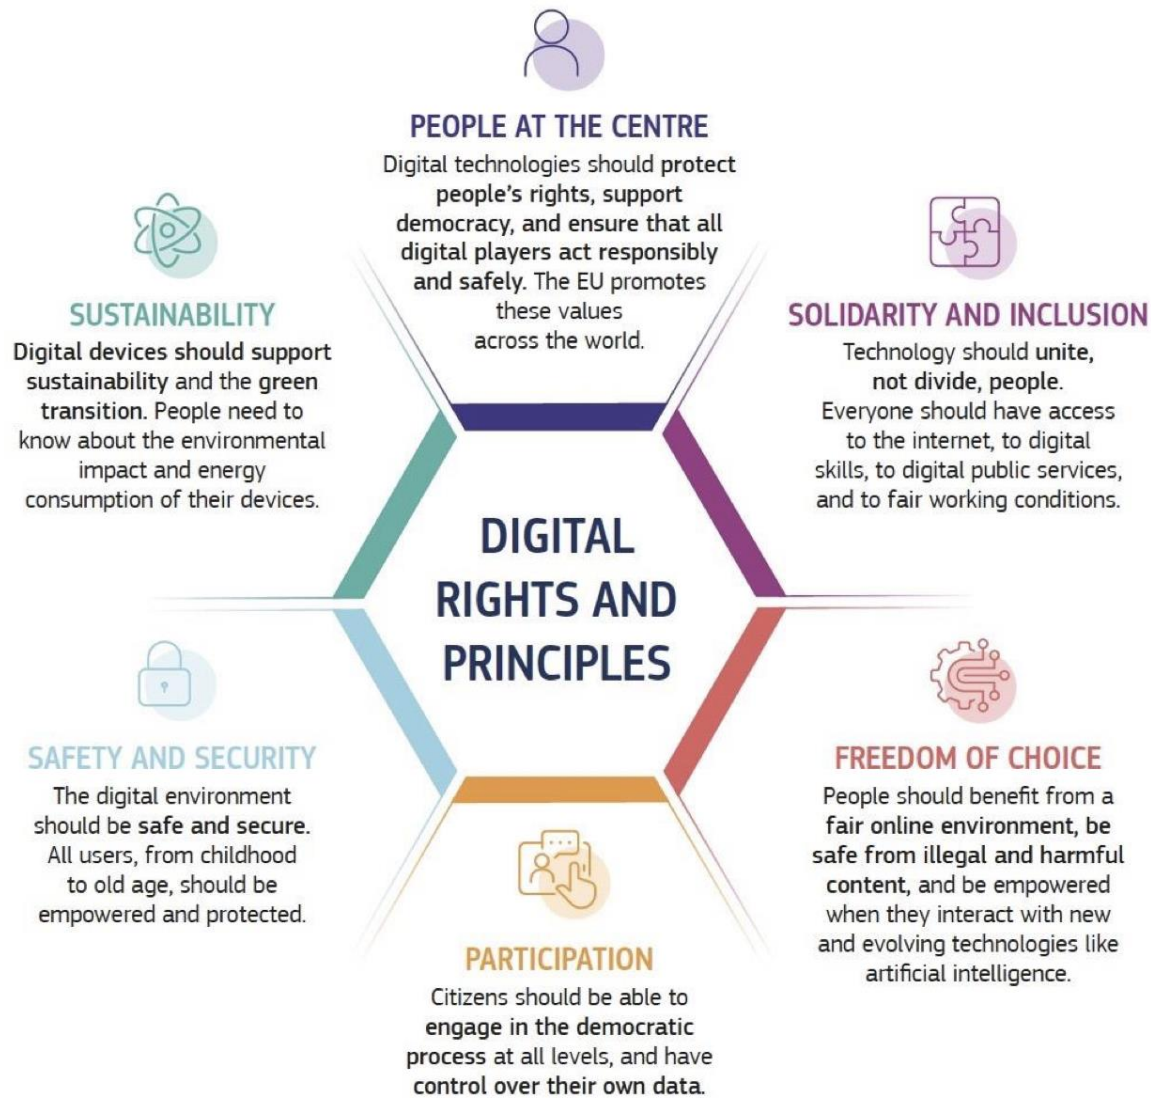 PEOPLE AT THE CENTRE
Digital technologies should protect
people's rights, support
democracy, and ensure that all
digital players act responsibly
and safely. The EU promotes
these values
across the world.
SOLIDARITY AND INCLUSION
Technology should unite,
not divide, people.
Everyone should have access
to the internet, to digital
skills, to digital public services,
and to fair working conditions.
FREEDOM OF CHOICE
People should benefit from a
fair online environment, be
safe from illegal and harmful
content, and be empowered
when they interact with new
and evolving technologies like
artificial intelligence.
PARTICIPATION
Citizens should be able to
engage in the democratic
process at all levels, and have
control over their own data.
SAFETY AND SECURITY
The digital environment
should be safe and secure.
All users, from childhood
to old age, should be
empowered and protected.
SUSTAINABILITY
Digital devices should support
sustainability and the green
transition. People need to
know about the environmental
impact and energy
consumption of their devices.
DIGITAL
RIGHTS AND
PRINCIPLES